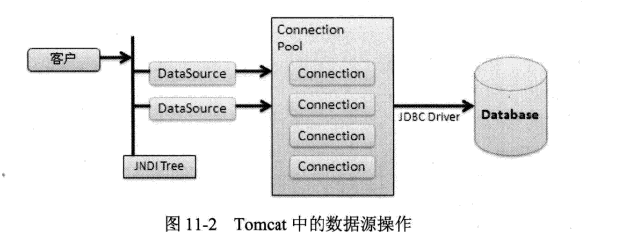 Connection
Pool
客户
DataSource
Connection
DataSource
Connection
JDBC Driver
Database
Connection
JNDI Tree
Connection
图 11-2 Tomcat 中的数据源操作